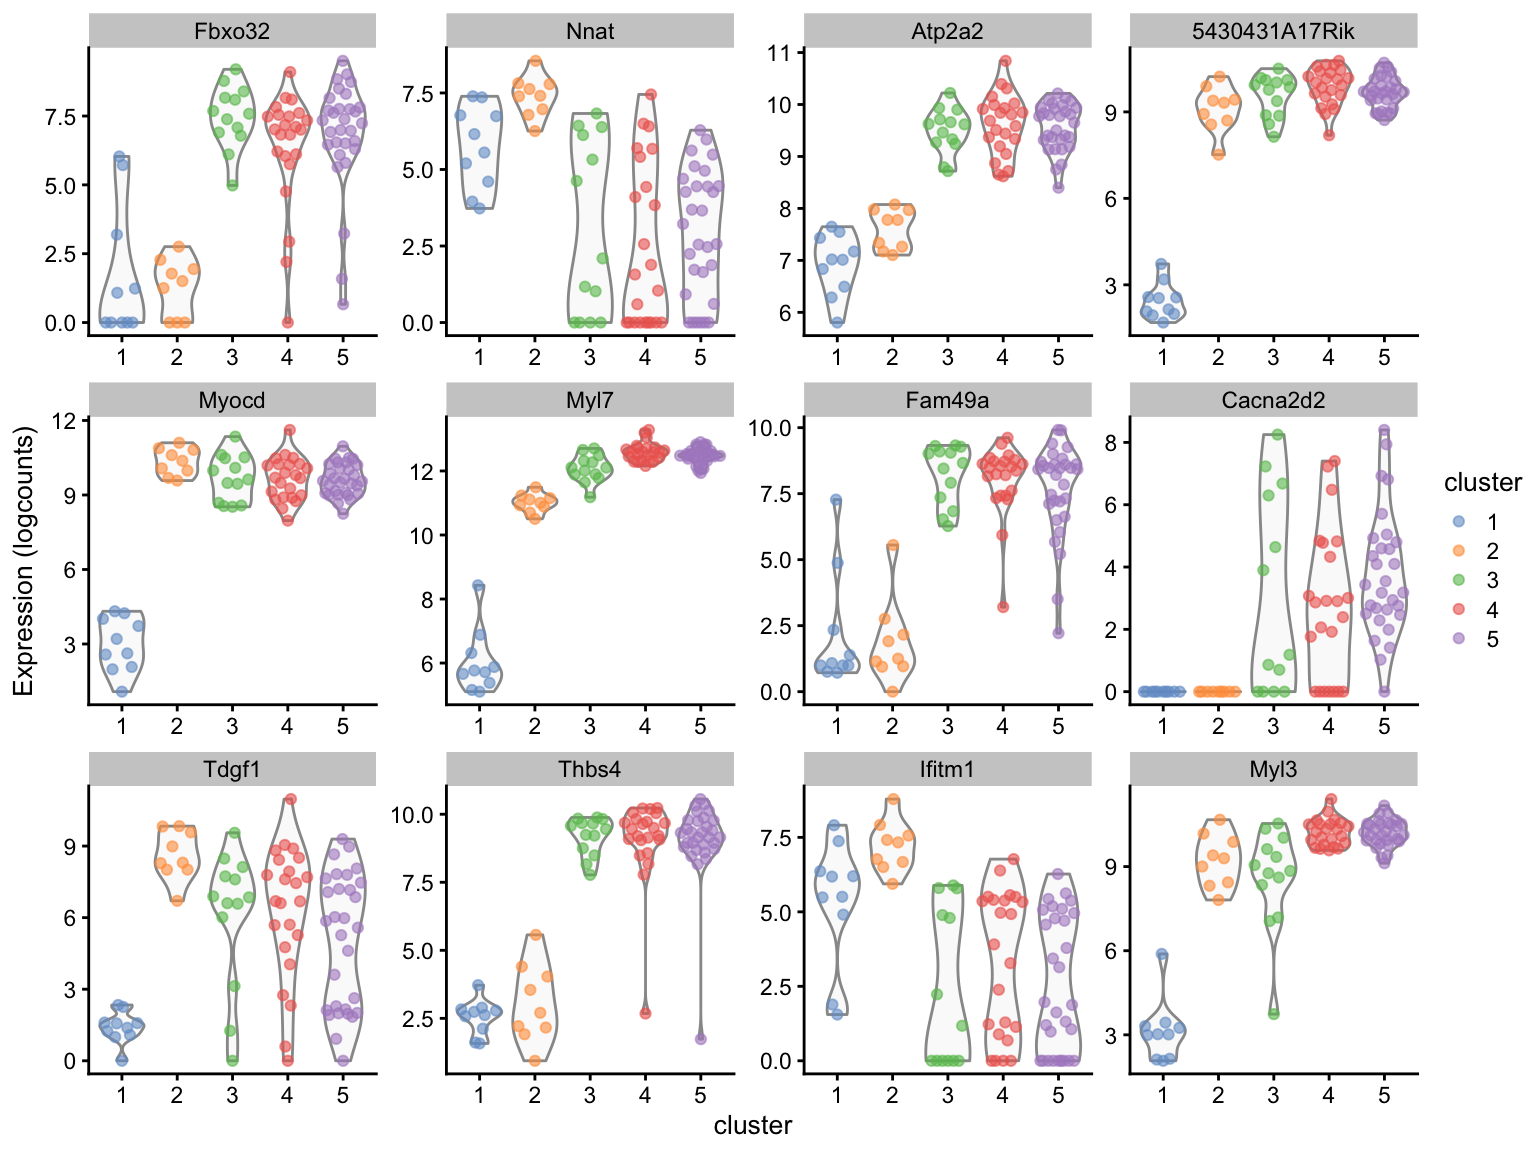 Fbxo32 Nnat Atp2a2 5430431A17Rik
7.5 5.0 2.5 0.0
7.5 5.0 2.5 0.0
11 10 9 8 7 6
9 6 3
1 2 3 4 5 1 2 3 4 5 1 2 3 4 5 1 2 3 4 5
Myocd Myl7 Fam49a Cacna2d2
12 9 6 3
12 10 8 6
10.0 7.5 5.0 2.5 0.0
8 6 4 2 0
1 2 3 4 5 1 2 3 4 5 1 2 3 4 5 1 2 3 4 5
Tdgf1 Thbs4 Ifitm1 Myl3
9 6 3 0
10.0 7.5 5.0 2.5
7.5 5.0 2.5 0.0
9 6 3
1 2 3 4 5 1 2 3 4 5 1 2 3 4 5 1 2 3 4 5
Expression (logcounts)
cluster
cluster
1
2
3
4
5